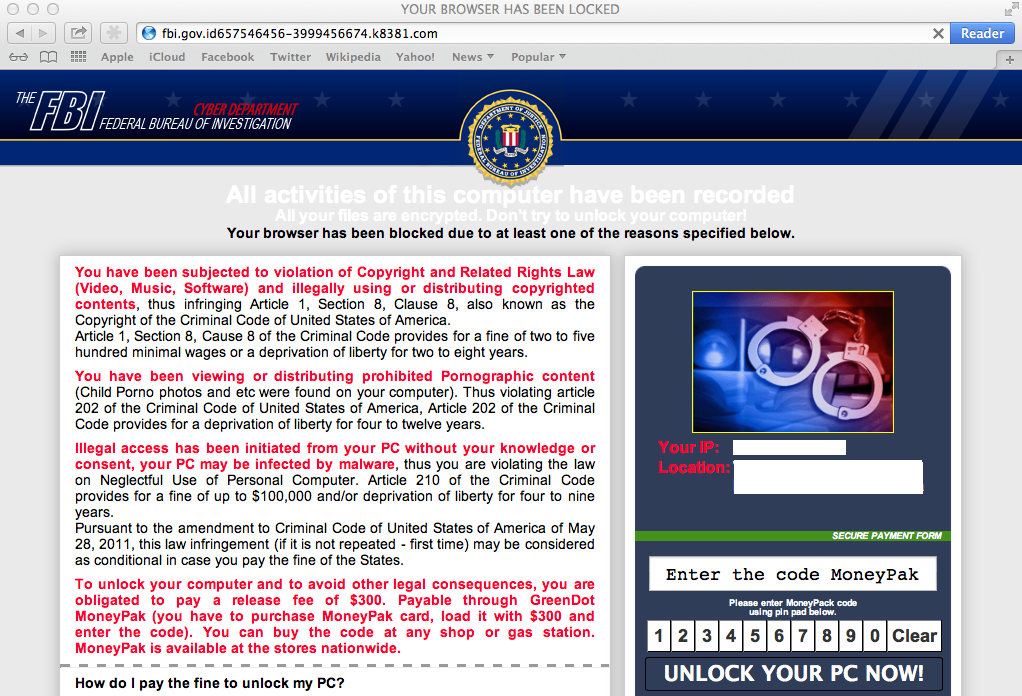 YOUR BROWSER HAS BEEN LOCKED
fbi.gov.id657546456-3999456674.k8381.com
Reader
Apple iCloud Facebook Twitter Wikipedia Yahoo! News Popular
THE FBI CYBER DEPARTMENT
FEDERAL BUREAU OF INVESTIGATION
DEPARTMENT OF JUSTICE
FEDERAL BUREAU OF INVESTIGATION
All activities of this computer have been recorded
All your files are encrypted. Don't try to unlock your computer!
Your browser has been blocked due to at least one of the reasons specified below.
You have been subjected to violation of Copyright and Related Rights Law
(Video, Music, Software) and illegally using or distributing copyrighted
contents, thus infringing Article 1, Section 8, Clause 8, also known as the
Copyright of the Criminal Code of United States of America.
Article 1, Section 8, Cause 8 of the Criminal Code provides for a fine of two to five
hundred minimal wages or a deprivation of liberty for two to eight years.
You have been viewing or distributing prohibited Pornographic content
(Child Porno photos and etc were found on your computer). Thus violating article
202 of the Criminal Code of United States of America, Article 202 of the Criminal
Code provides for a deprivation of liberty for four to twelve years.
Illegal access has been initiated from your PC without your knowledge or
consent, your PC may be infected by malware, thus you are violating the law
on Neglectful Use of Personal Computer. Article 210 of the Criminal Code
provides for a fine of up to $100,000 and/or deprivation of liberty for four to nine
years.
Pursuant to the amendment to Criminal Code of United States of America of May
28, 2011, this law infringement (if it is not repeated - first time) may be considered
as conditional in case you pay the fine of the States.
To unlock your computer and to avoid other legal consequences, you are
obligated to pay a release fee of $300. Payable through GreenDot
MoneyPak (you have to purchase MoneyPak card, load it with $300 and
enter the code). You can buy the code at any shop or gas station.
MoneyPak is available at the stores nationwide.
How do I pay the fine to unlock my PC?
Your IP:
Location:
SECURE PAYMENT FORM
Enter the code MoneyPak
Please enter MoneyPack code
using pin pad below.
1 2 3 4 5 6 7 8 9 0 Clear
UNLOCK YOUR PC NOW!